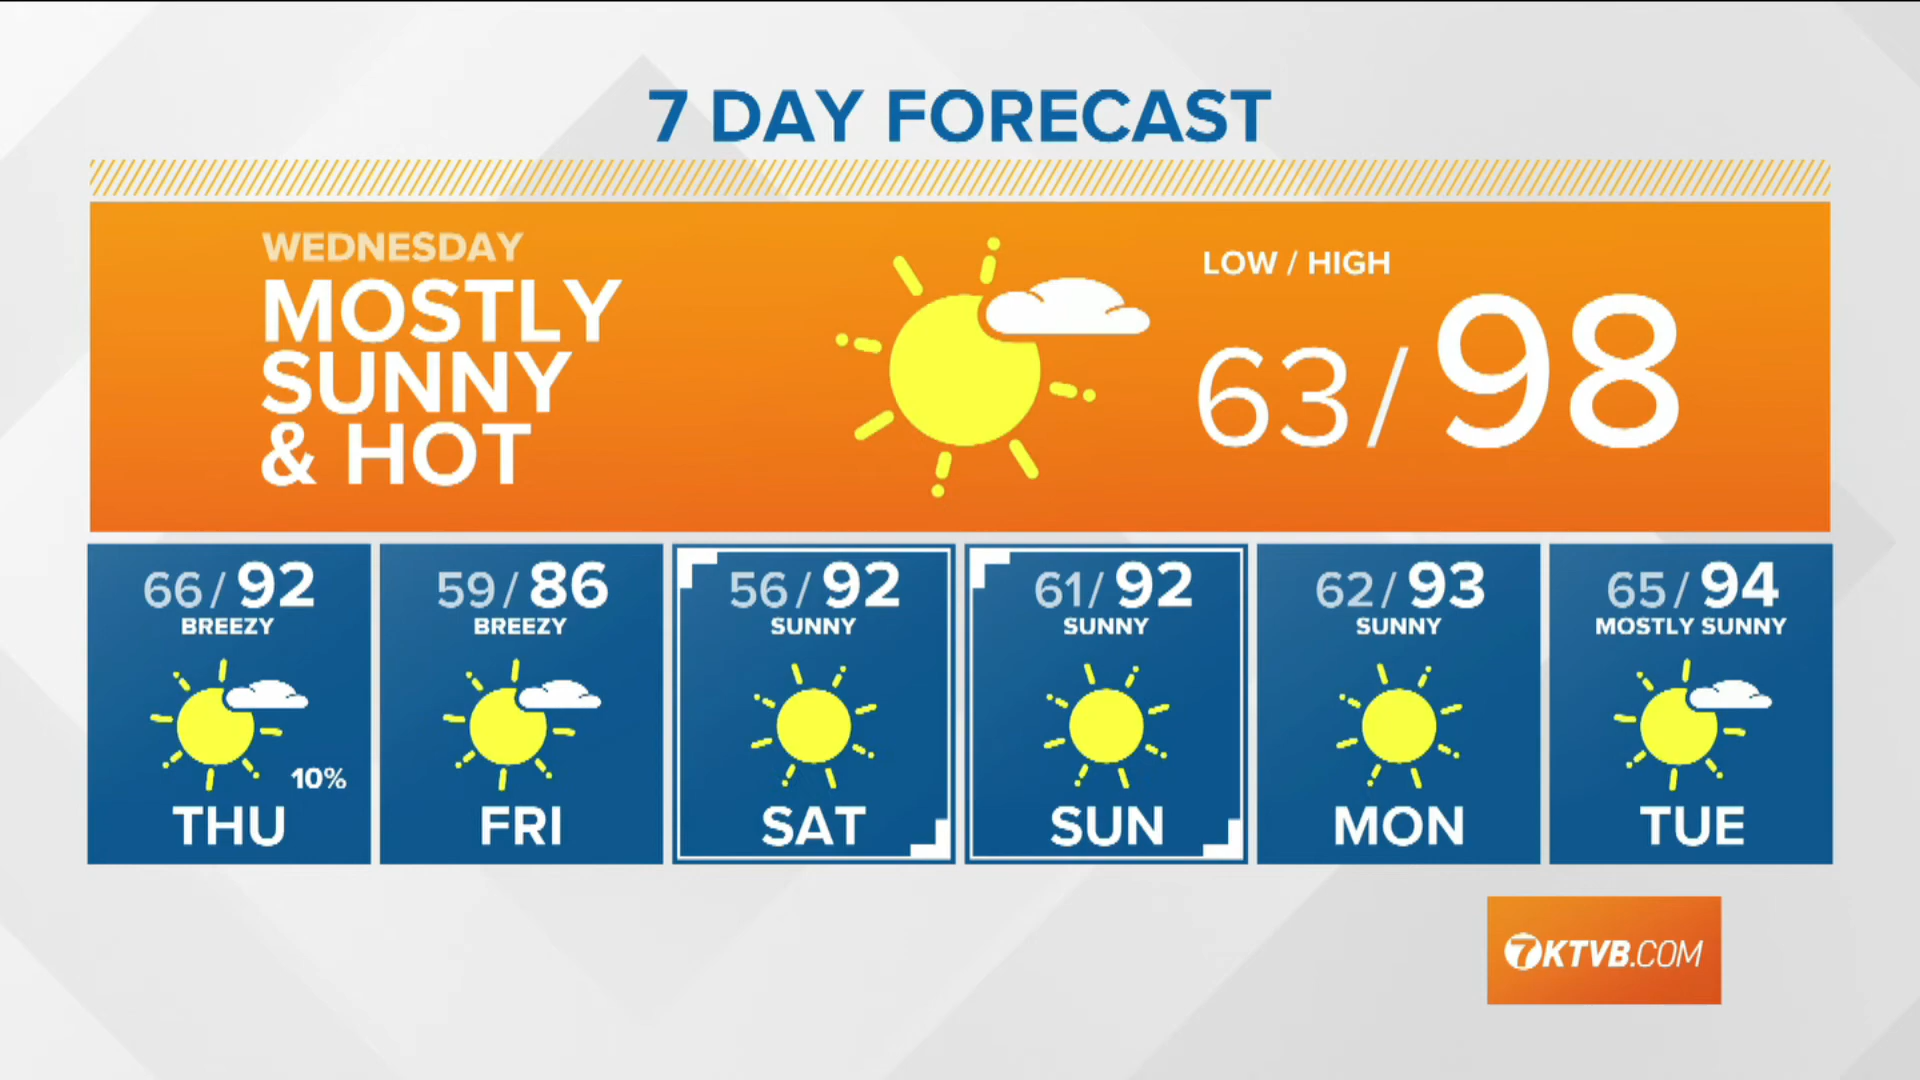 7 DAY FORECAST
WEDNESDAY
MOSTLY
SUNNY
& HOT
LOW / HIGH
63/98
66/92
BREEZY
10%
THU
59/86
BREEZY
FRI
56/92
SUNNY
SAT
61/92
SUNNY
SUN
62/93
SUNNY
MON
65/94
MOSTLY SUNNY
TUE
7KTVB.COM